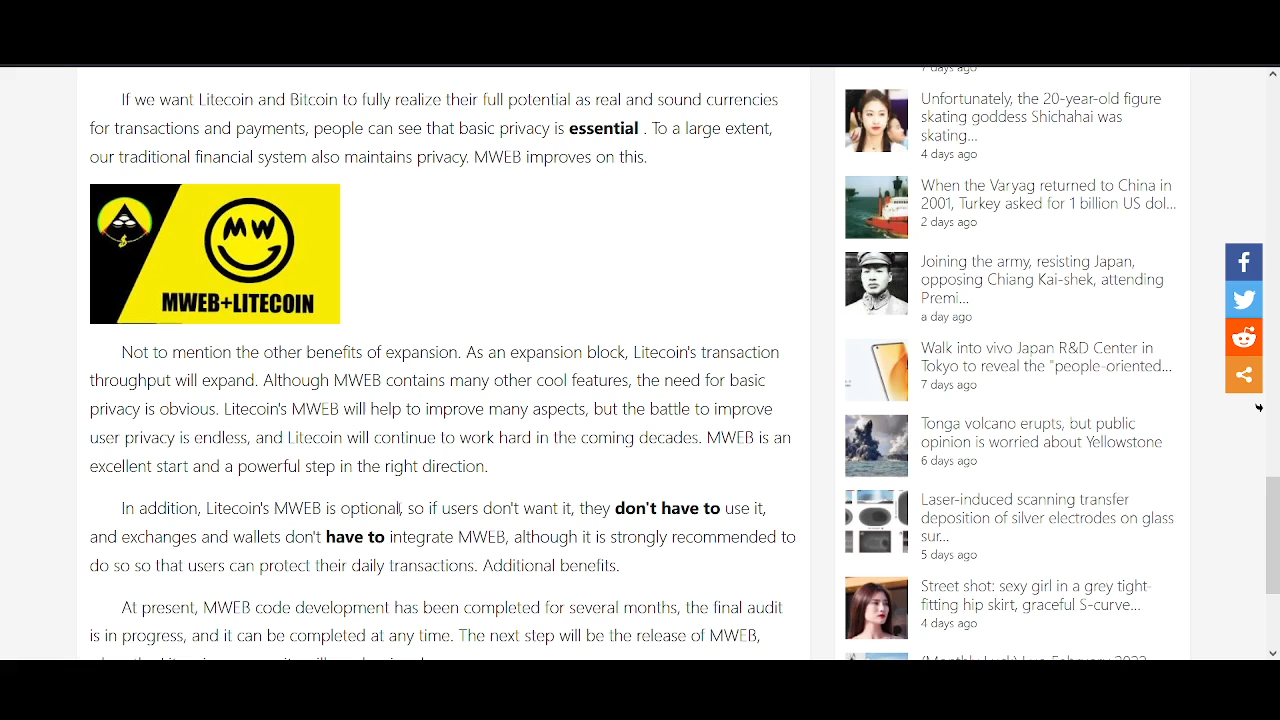 If we want Litecoin and Bitcoin to fully realize their full potential as real and sound currencies
for transactions and payments, people can see that basic privacy is essential . To a large extent,
our traditional financial system also maintains privacy. MWEB improves on this.
MW
MWEB+LITECOIN
Not to mention the other benefits of expansion. As an expansion block, Litecoin's transaction
throughput will expand. Although MWEB contains many other cool features, the need for basic
privacy is obvious. Litecoin's MWEB will help to improve many aspects, but the battle to improve
user privacy is endless, and Litecoin will continue to work hard in the coming decades. MWEB is an
excellent start and a powerful step in the right direction.
In addition, Litecoin's MWEB is optional, so if users don't want it, they don't have to use it,
and exchanges and wallets don't have to integrate MWEB, although it is strongly recommended to
do so so that users can protect their daily transactions. Additional benefits.
At present, MWEB code development has been completed for several months, the final audit
is in progress, and it can be completed at any time. The next step will be the release of MWEB,
7 days ago
Unfortunately, the 20-year-old figure
skating goddess Shichahai was
skating...
4 days ago
When the Varyag returned to China in
2001, Turkey asked for 1 billion US dol...
2 days ago
Joining the army, resisting Japan,
opposing Chiang Kai-shek, attending
Premi...
a day ago
Walk into vivo Japan R&D Center in
Tokyo to reveal the "people-oriented...
7 days ago
Tonga volcano erupts, but public
opinion is worried about Yellowstone
6 days ago
Laser-induced scanning transfer
deposition of silver electrodes on glass
sur...
5 days ago
Street shot: sexy girl in a grey tight-
fitting hip skirt, graceful S-curve...
4 days ago